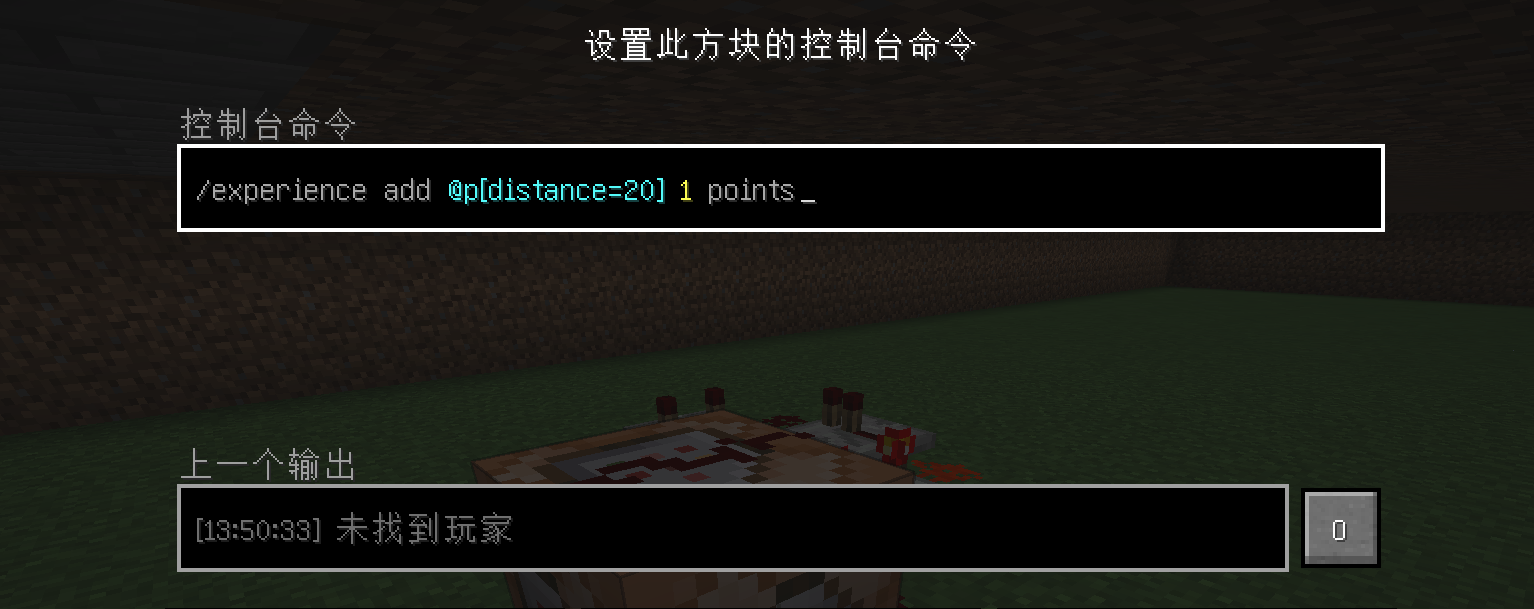 设置此方块的控制台命令
控制台命令
/experience add @p[distance=20] 1 points_
上一个输出
[13:50:33] 未找到玩家
O